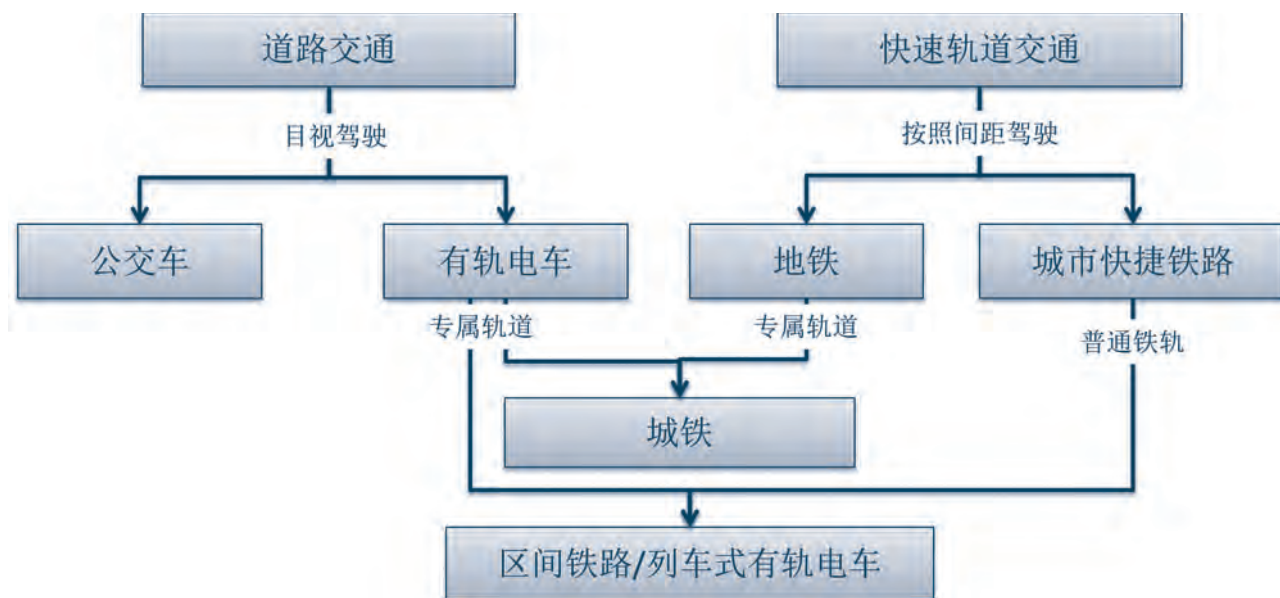 道路交通
快速轨道交通
目视驾驶
按照间距驾驶
公交车
有轨电车
地铁
城市快捷铁路
专属轨道
专属轨道
普通铁轨
城铁
区间铁路/列车式有轨电车